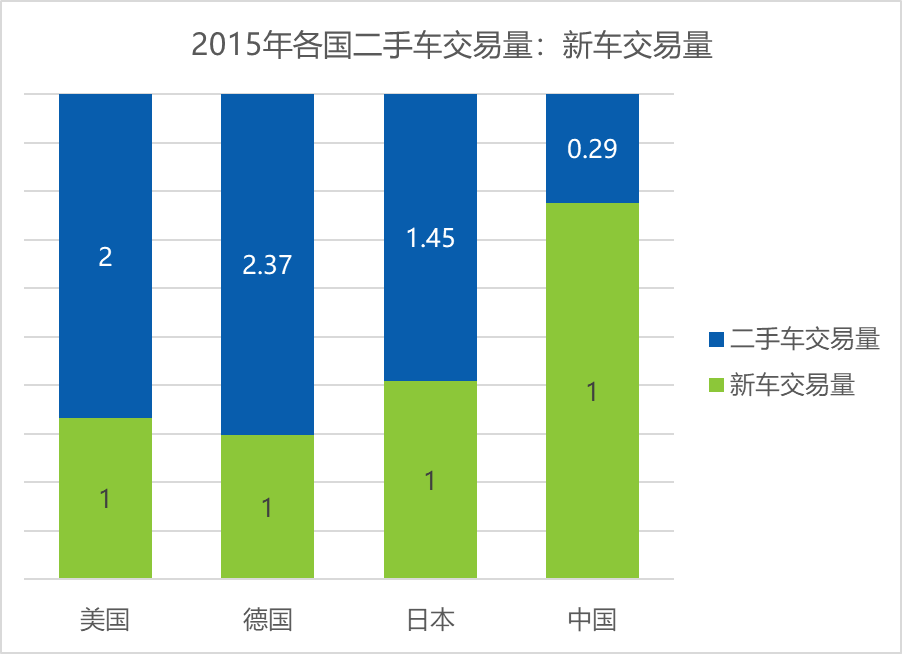 2015年各国二手车交易量：新车交易量
2
2.37
1.45
0.29
1
1
1
1
二手车交易量
新车交易量
美国
德国
日本
中国